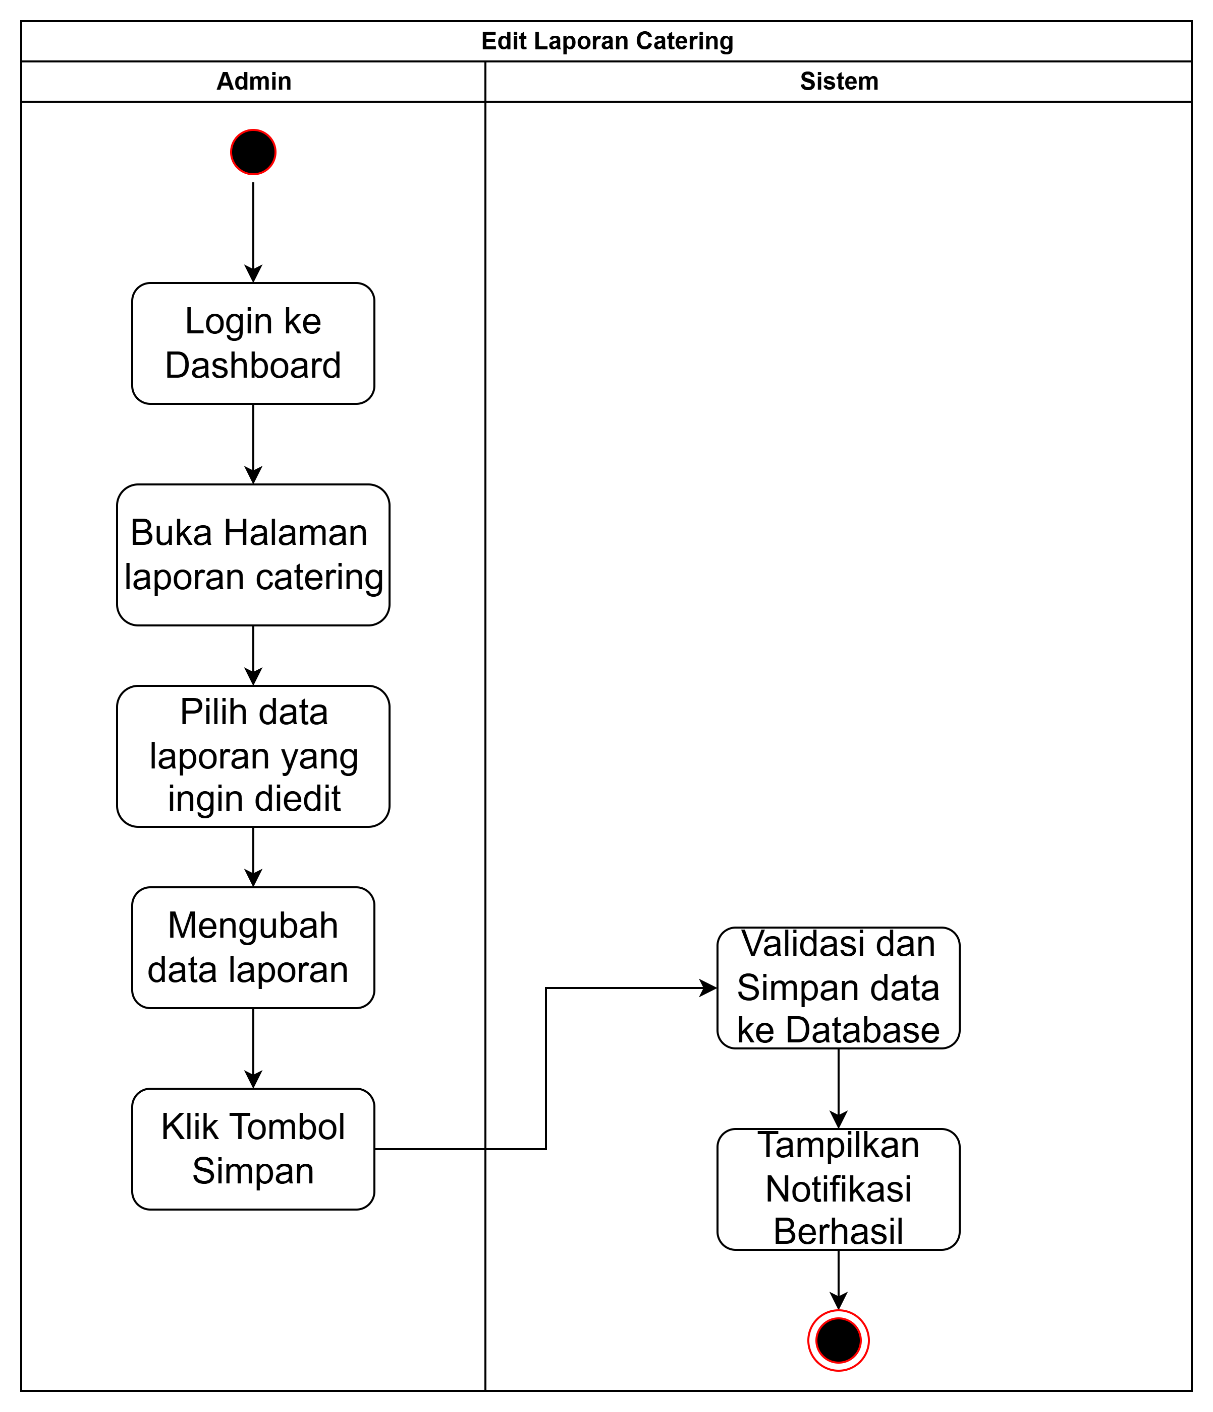 Edit Laporan Catering
Admin
Sistem
Login ke
Dashboard
Buka Halaman
laporan catering
Pilih data
laporan yang
ingin diedit
Mengubah
data laporan
Klik Tombol
Simpan
Validasi dan
Simpan data
ke Database
Tampilkan
Notifikasi
Berhasil